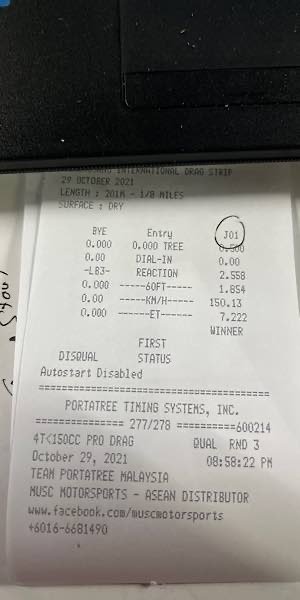 INTERNATIONAL DRAG STRIP
29 OCTOBER 2021
LENGTH : 201M - 1/8 MILES
SURFACE : DRY
BYE Entry J01
0.000 0.000 TREE 0.500
0.00 DIAL-IN 0.00
-LB3- REACTION 2.558
0.000 -----60FT----- 1.854
0.00 -----KM/H----- 150.13
0.000 ------ET------ 7.222
WINNER
FIRST
DISQUAL STATUS
Autostart Disabled
========================================
PORTATREE TIMING SYSTEMS, INC.
=============== 277/278 ==========600214
4T<150CC PRO DRAG QUAL RND 3
October 29, 2021 08:58:22 PM
TEAM PORTATREE MALAYSIA
MUSC MOTORSPORTS - ASEAN DISTRIBUTOR
www.facebook.com/muscmotorsports
+6016-6681490